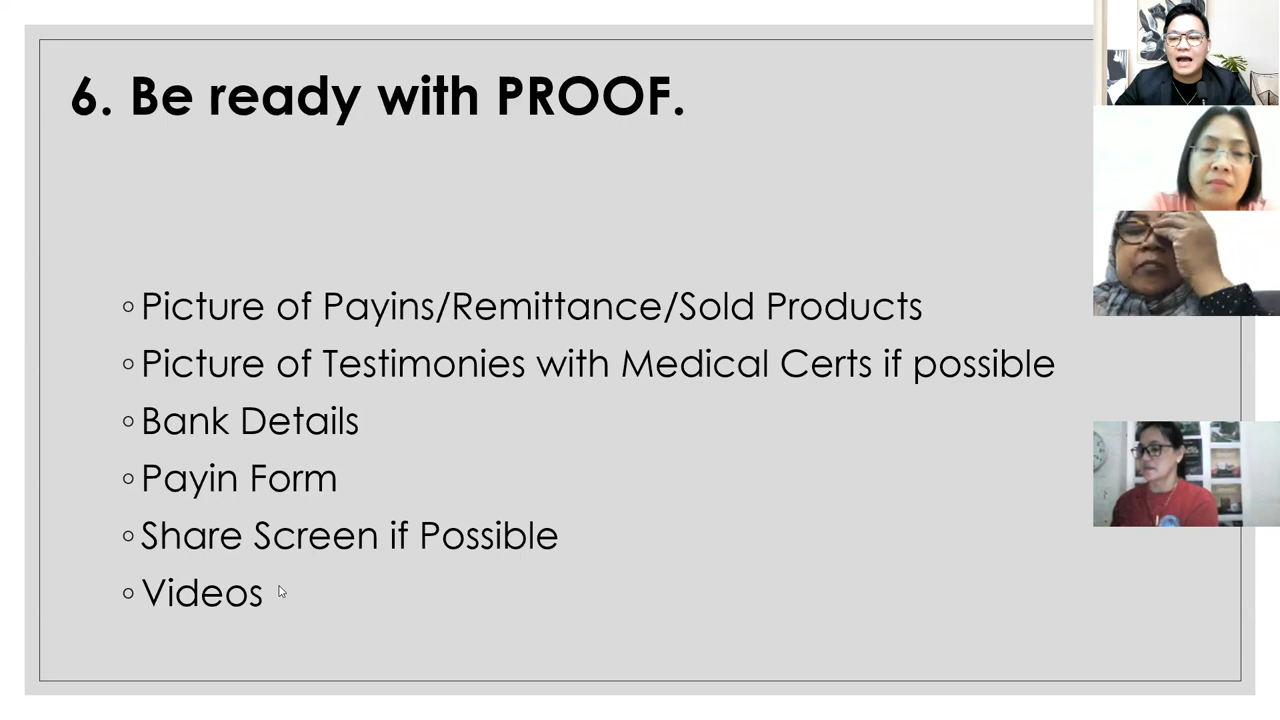 6. Be ready with PROOF.
◦Picture of Payins/Remittance/Sold Products
◦Picture of Testimonies with Medical Certs if possible
◦Bank Details
◦Payin Form
◦Share Screen if Possible
◦Videos